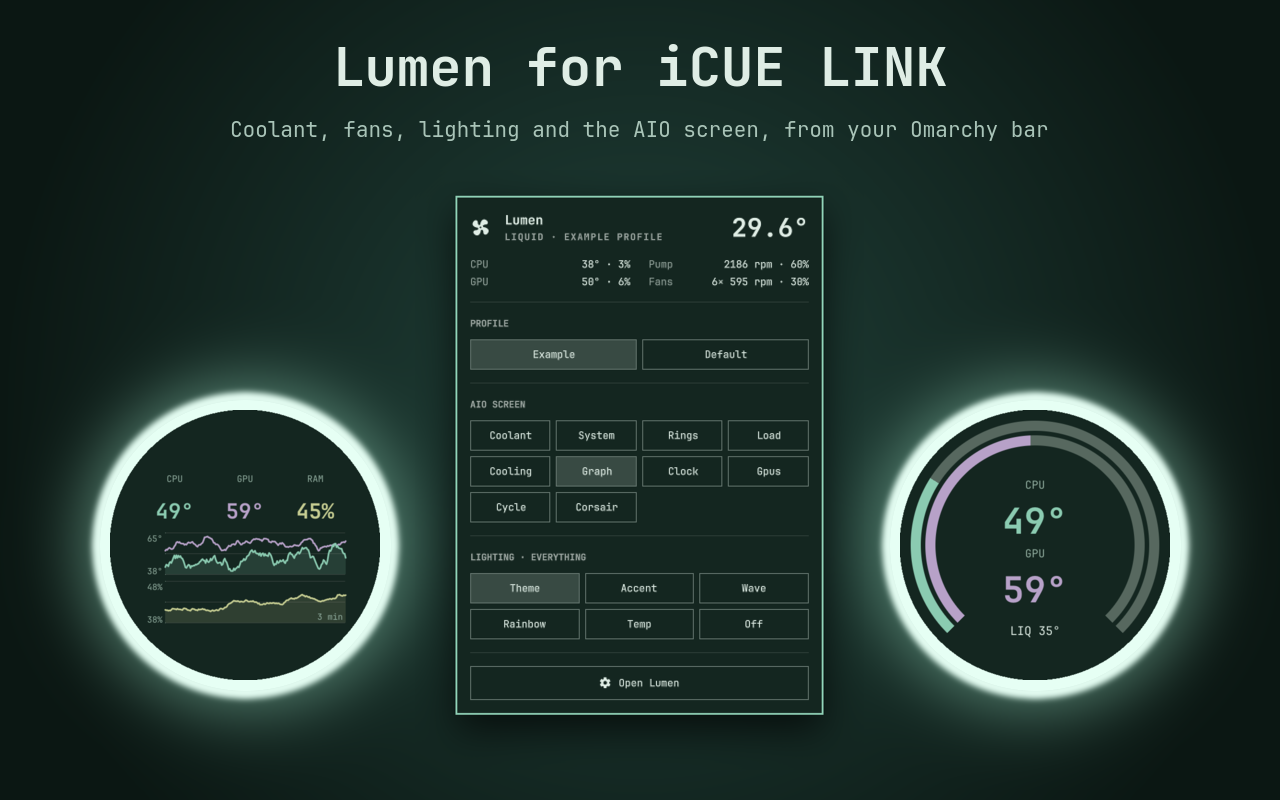 Lumen for iCUE LINK
Coolant, fans, lighting and the AIO screen, from your Omarchy bar
Lumen
LIQUID · EXAMPLE PROFILE
29.6°
CPU 38° · 3% Pump 2186 rpm · 60%
GPU 50° · 6% Fans 6× 595 rpm · 30%
PROFILE
Example Default
AIO SCREEN
Coolant System Rings Load
Cooling Graph Clock Gpus
Cycle Corsair
LIGHTING · EVERYTHING
Theme Accent Wave
Rainbow Temp Off
Open Lumen
CPU GPU RAM
49° 59° 45%
65°
38°
48%
38%
3 min
CPU
49°
GPU
59°
LIQ 35°